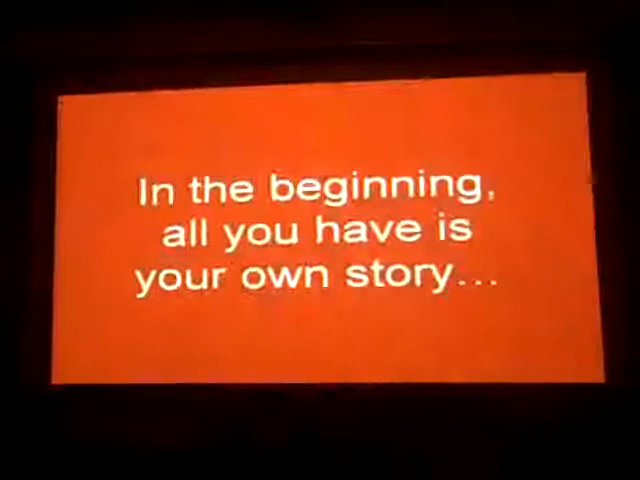 In the beginning,
all you have is
your own story...